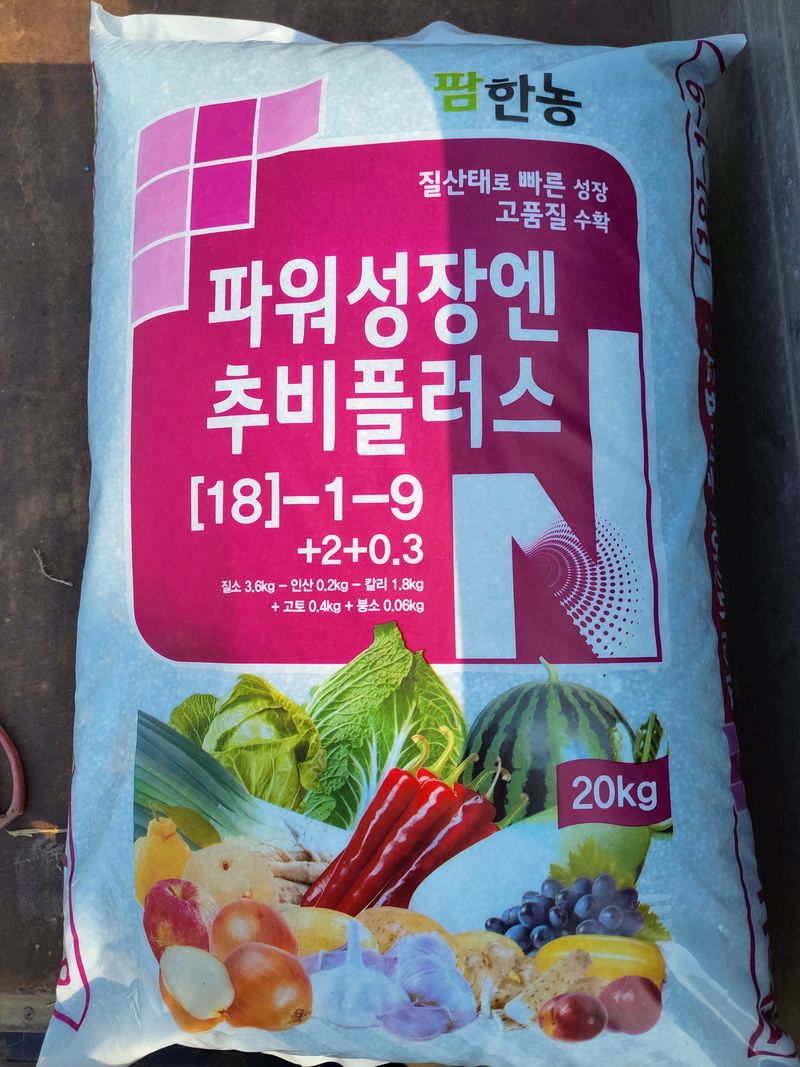 팜한농
질산태로 빠른 성장
고품질 수확
파워성장엔
추비플러스
[18]–1–9
+2+0.3
질소 3.6kg – 인산 0.2kg – 칼리 1.8kg
+ 고토 0.4kg + 붕소 0.06kg
N
20kg